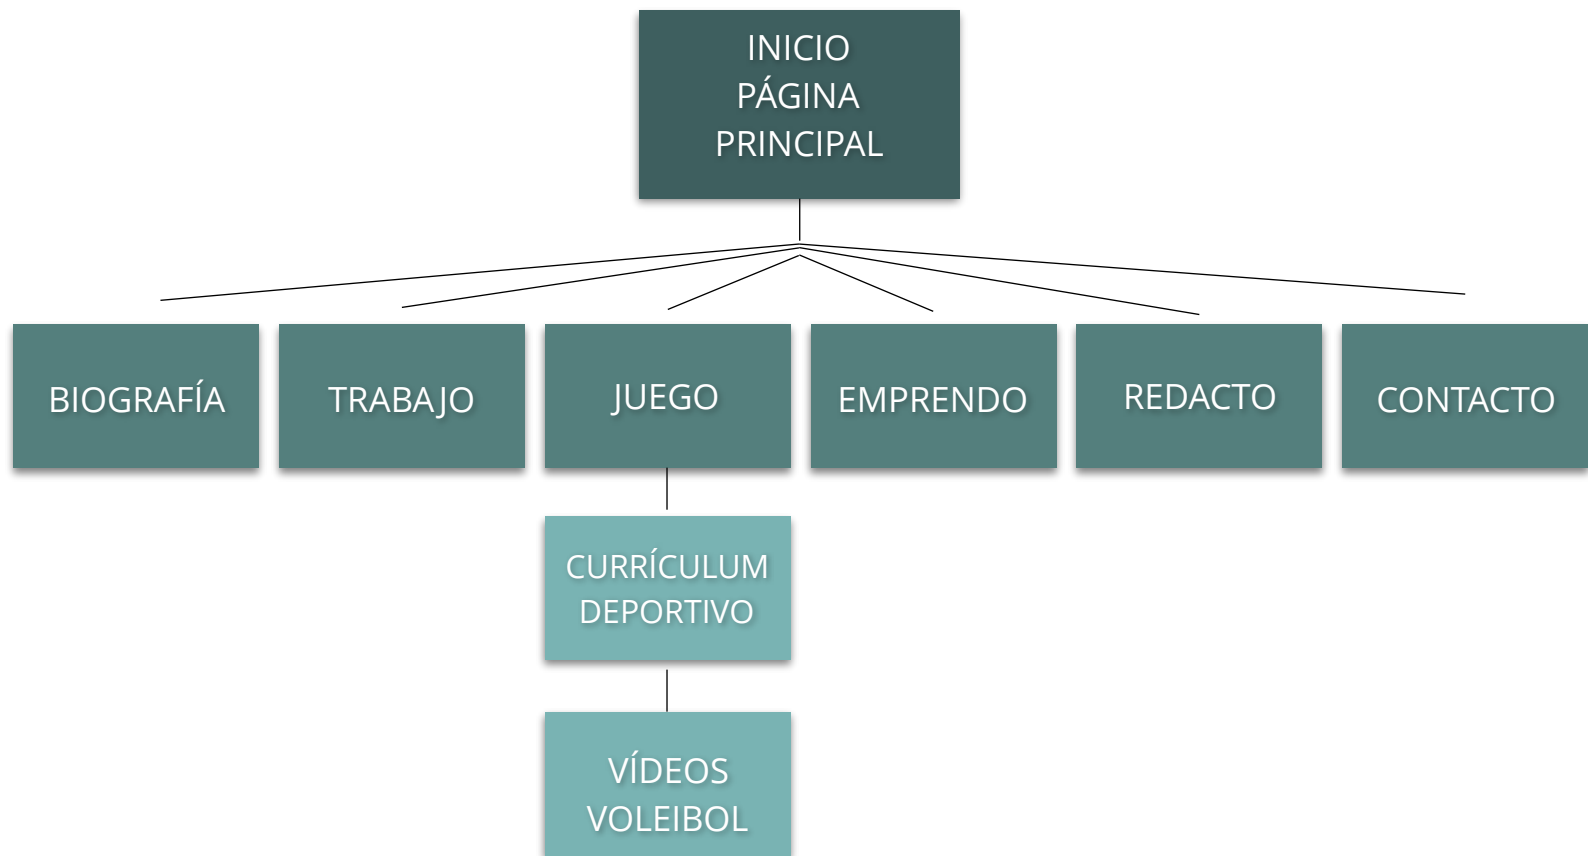 INICIO
PÁGINA
PRINCIPAL
BIOGRAFÍA
TRABAJO
JUEGO
EMPRENDO
REDACTO
CONTACTO
CURRÍCULUM
DEPORTIVO
VÍDEOS
VOLEIBOL